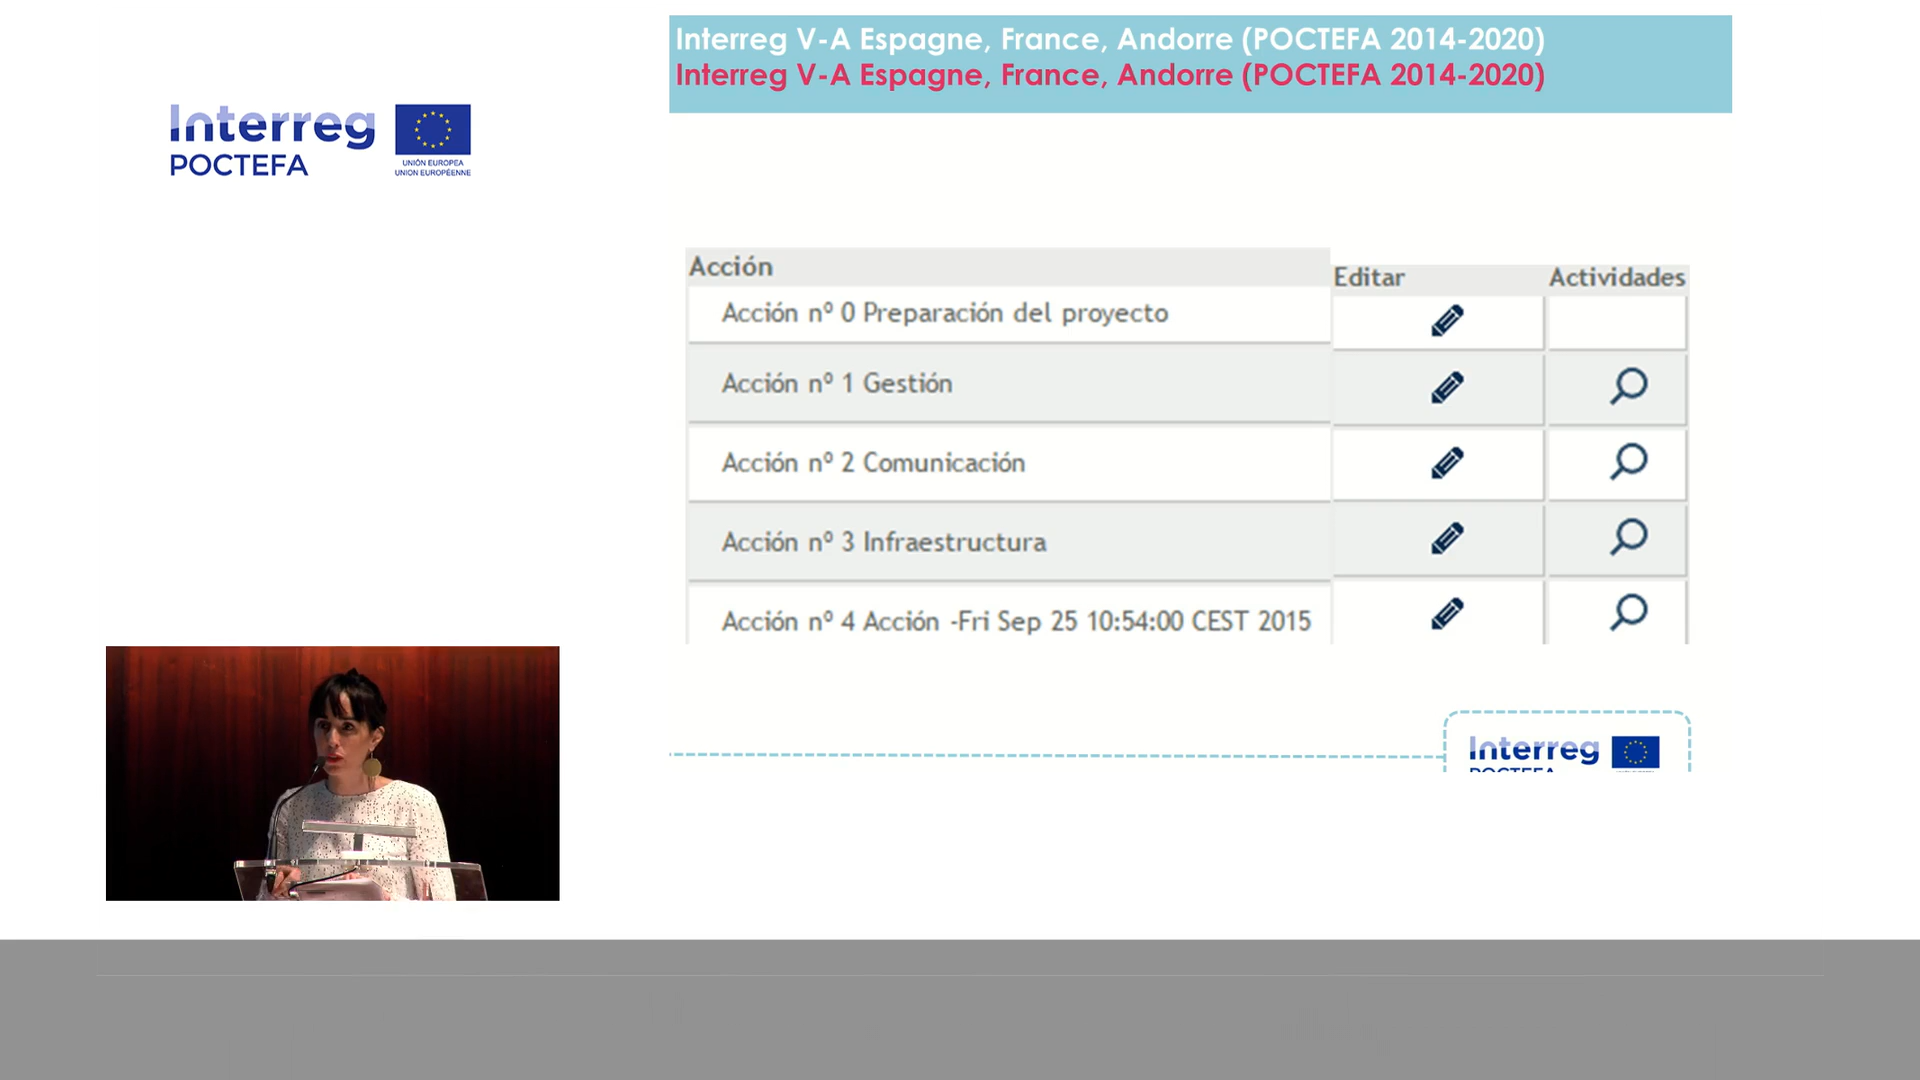 Interreg V-A Espagne, France, Andorre (POCTEFA 2014-2020)
Interreg V-A Espagne, France, Andorre (POCTEFA 2014-2020)
Interreg
POCTEFA
UNIÓN EUROPEA
UNION EUROPÉENNE
Acción Editar Actividades
Acción nº 0 Preparación del proyecto
Acción nº 1 Gestión
Acción nº 2 Comunicación
Acción nº 3 Infraestructura
Acción nº 4 Acción -Fri Sep 25 10:54:00 CEST 2015
Interreg
POCTEFA